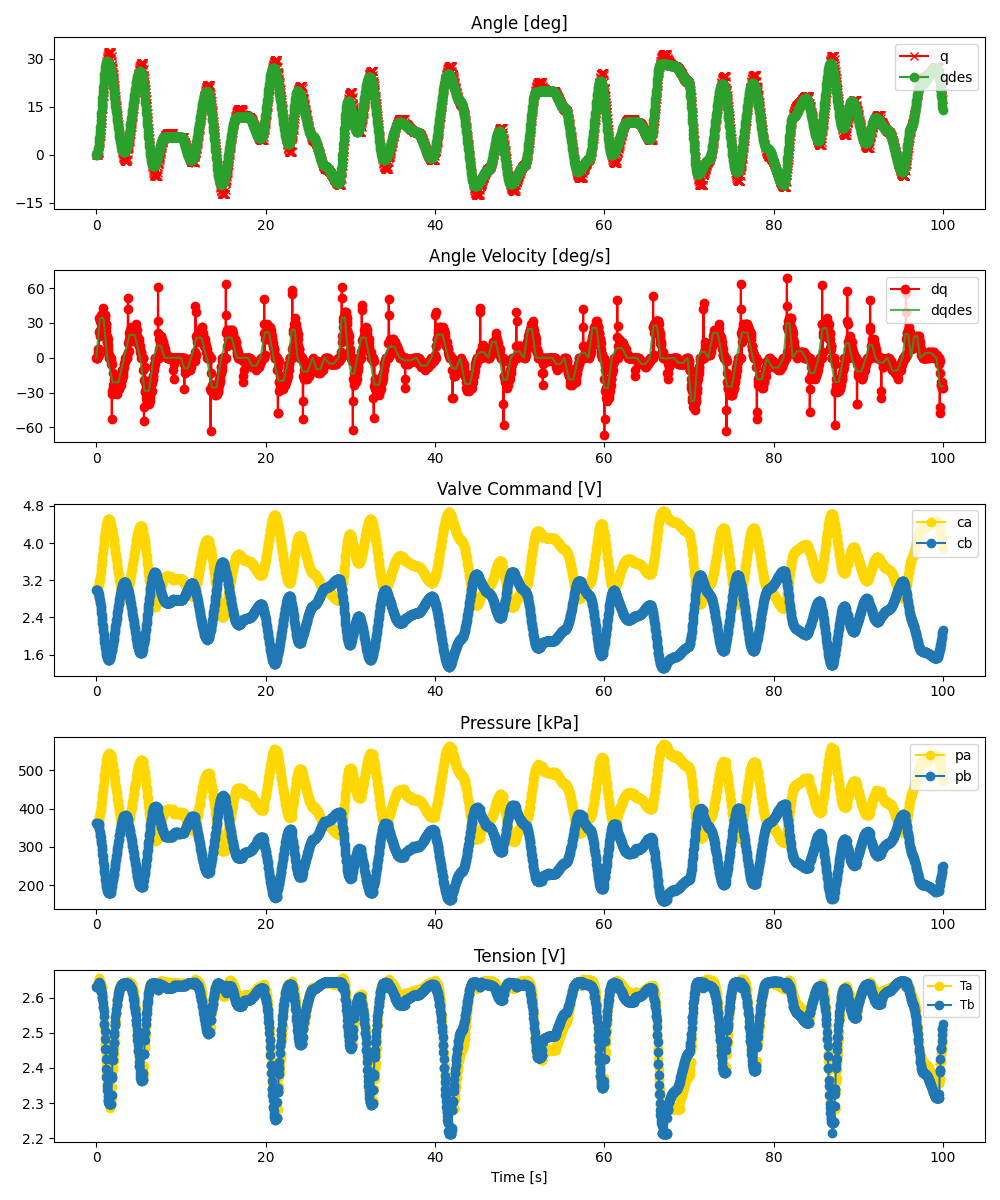 Angle [deg]
30
15
0
−15
q
qdes
0 20 40 60 80 100
Angle Velocity [deg/s]
60
30
0
−30
−60
dq
dqdes
0 20 40 60 80 100
Valve Command [V]
4.8
4.0
3.2
2.4
1.6
ca
cb
0 20 40 60 80 100
Pressure [kPa]
500
400
300
200
pa
pb
0 20 40 60 80 100
Tension [V]
2.6
2.5
2.4
2.3
2.2
Ta
Tb
0 20 40 60 80 100
Time [s]